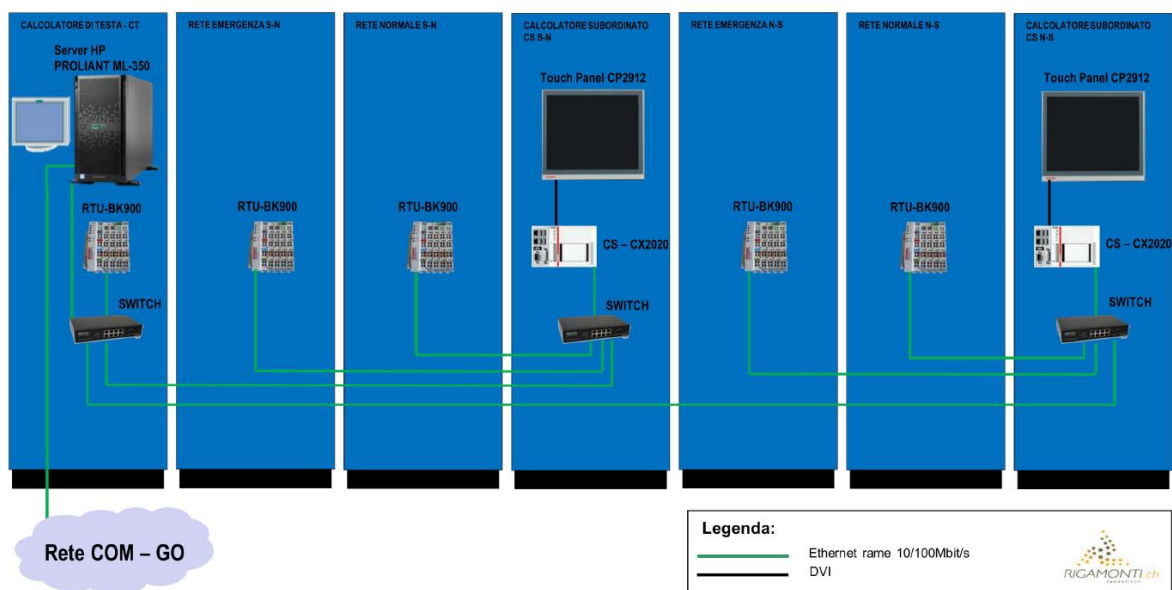 CALCOLATORE DI TESTA - CT
RETE EMERGENZA S-N
RETE NORMALE S-N
CALCOLATORE SUBORDINATO
CS S-N
RETE EMERGENZA N-S
RETE NORMALE N-S
CALCOLATORE SUBORDINATO
CS N-S
Server HP
PROLIANT ML-350
Touch Panel CP2912
Touch Panel CP2912
RTU-BK900
RTU-BK900
RTU-BK900
CS – CX2020
RTU-BK900
RTU-BK900
CS – CX2020
SWITCH
SWITCH
SWITCH
Rete COM – GO
Legenda:
Ethernet rame 10/100Mbit/s
DVI
RIGAMONTI.ch